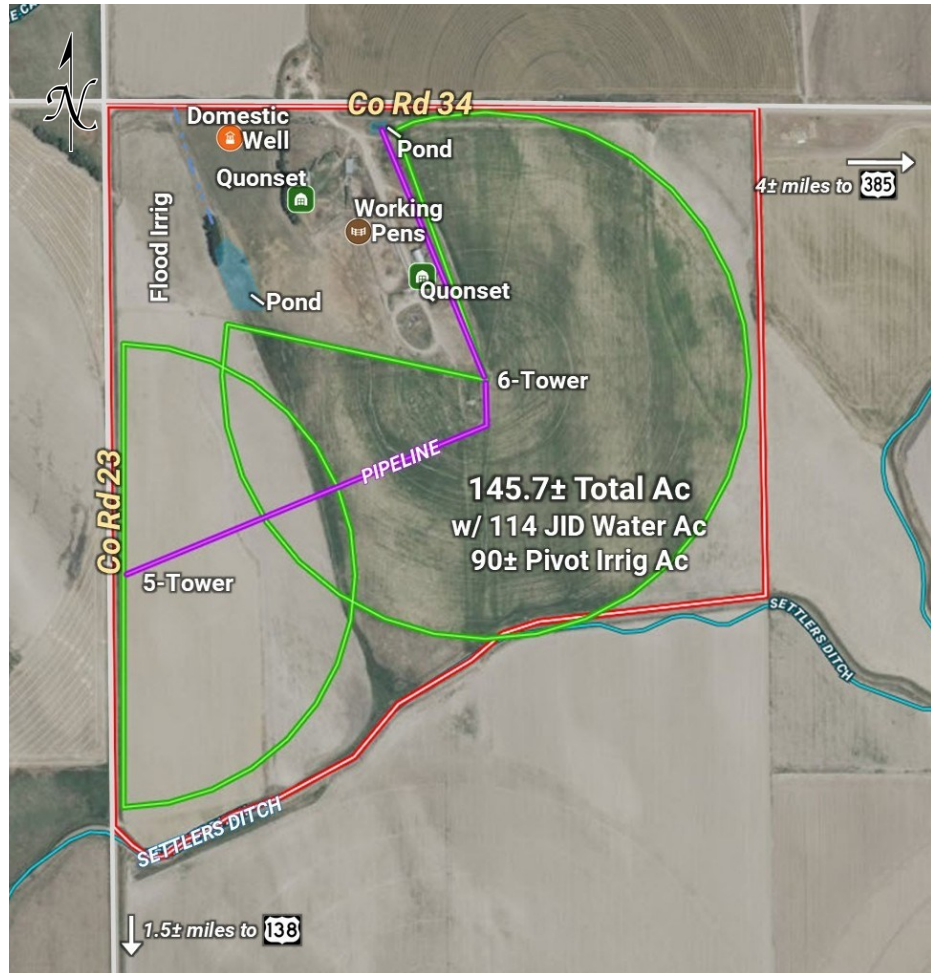 N
Co Rd 34
Domestic
Well
Pond
Quonset
4± miles to 385
Working
Pens
Flood Irrig
Quonset
Pond
6-Tower
PIPELINE
Co Rd 23
145.7± Total Ac
w/ 114 JID Water Ac
90± Pivot Irrig Ac
5-Tower
SETTLERS DITCH
SETTLERS DITCH
1.5± miles to 138